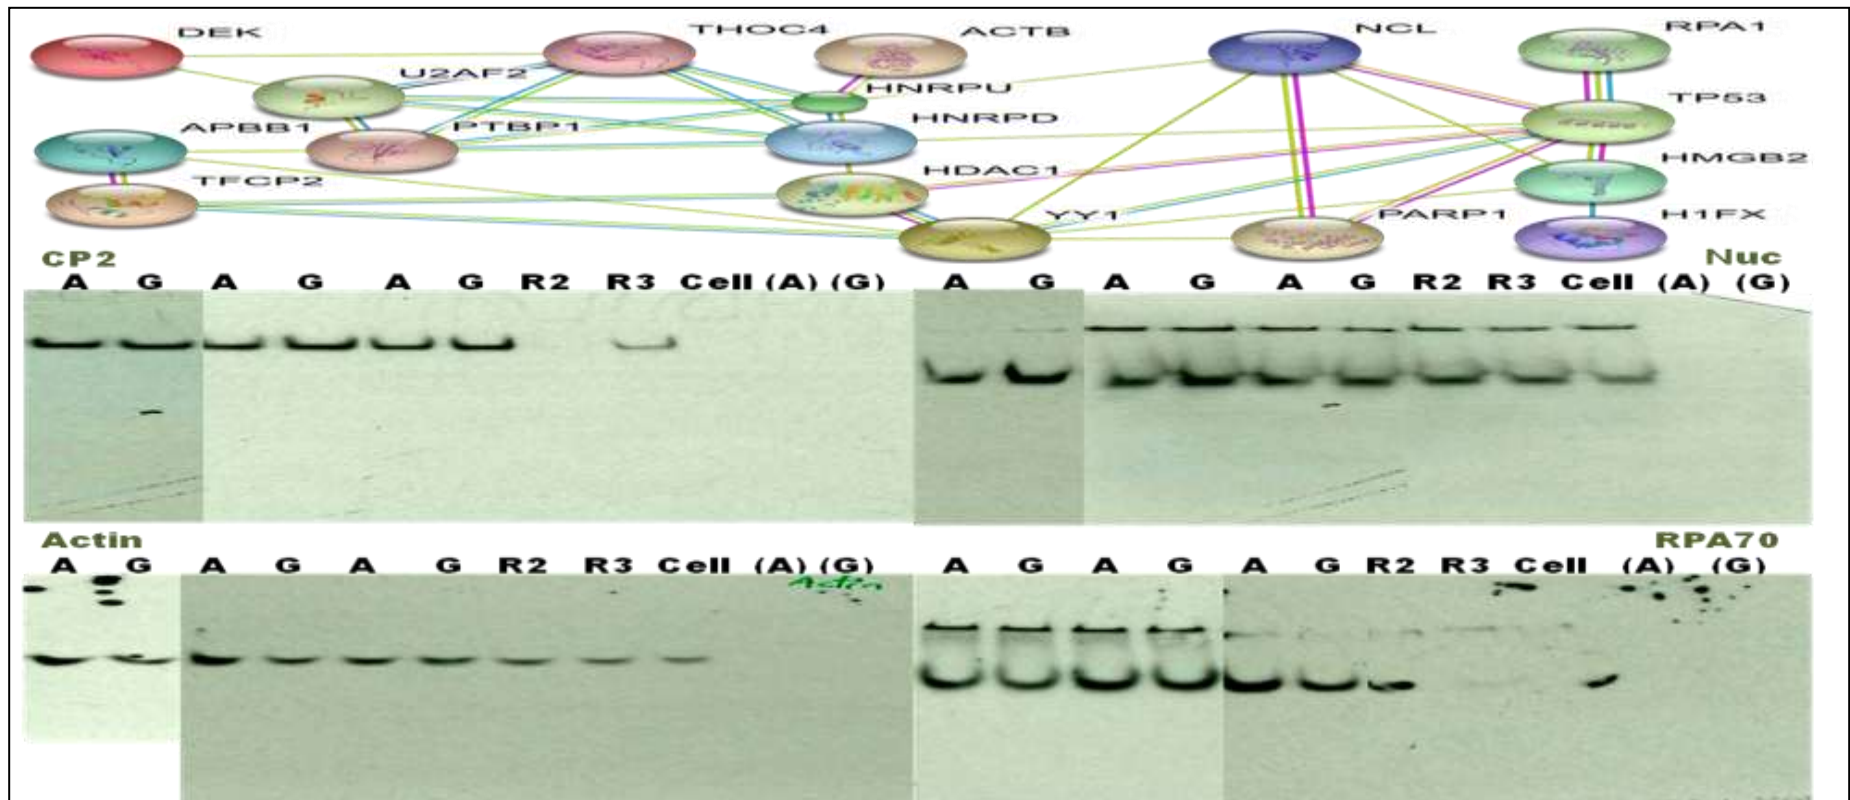 DEK THOC4 ACTB NCL RPA1
U2AF2 HNRPU TP53
APBB1 PTBP1 HNRPD
TFCP2 HDAC1 HMGB2
YY1 PARP1 H1FX
CP2 Nuc
A G A G A G R2 R3 Cell (A) (G) A G A G A G R2 R3 Cell (A) (G)
Actin RPA70
A G A G A G R2 R3 Cell (A) (G) A G A G A G R2 R3 Cell (A) (G)
Actin